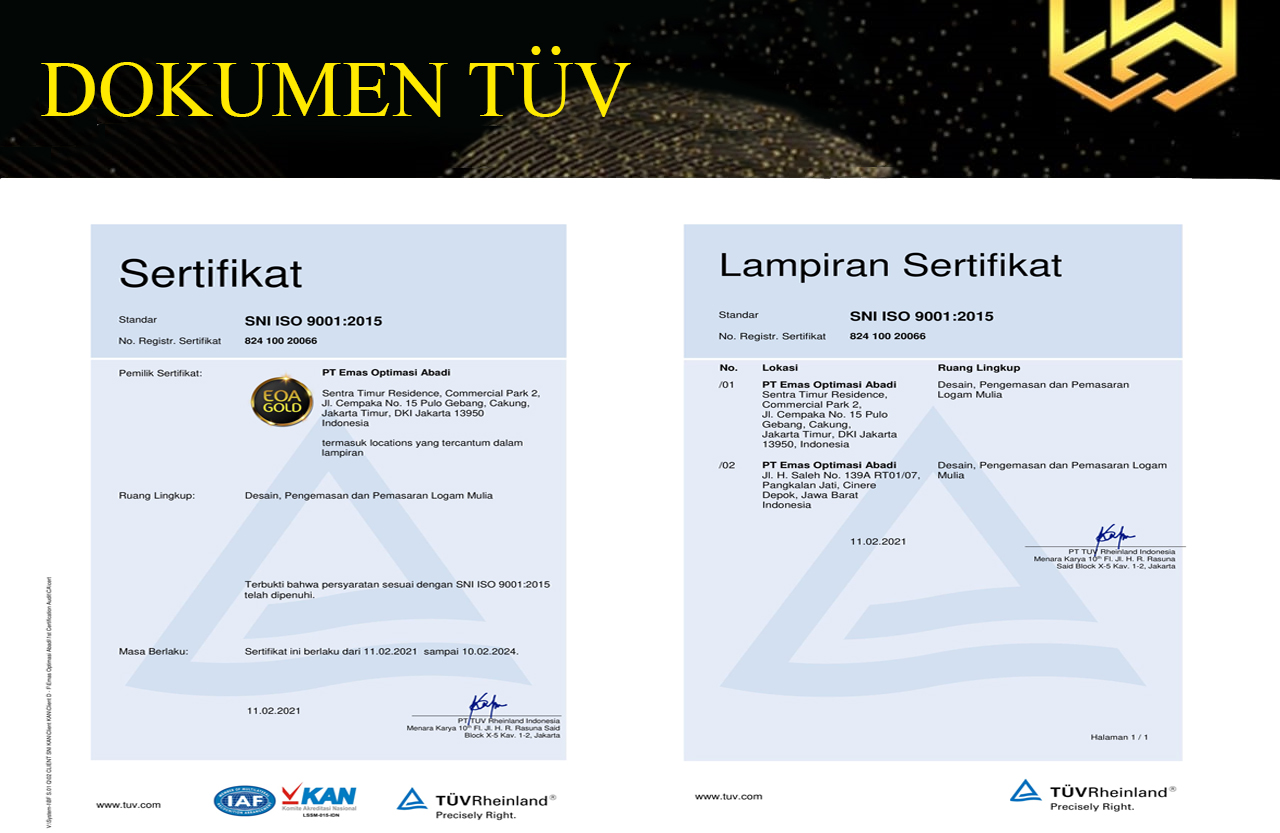 DOKUMEN TÜV
Sertifikat
Standar SNI ISO 9001:2015
No. Registr. Sertifikat 824 100 20066
Pemilik Sertifikat: PT Emas Optimasi Abadi
EOA
GOLD
Sentra Timur Residence, Commercial Park 2,
Jl. Cempaka No. 15 Pulo Gebang, Cakung,
Jakarta Timur, DKI Jakarta 13950
Indonesia
termasuk locations yang tercantum dalam
lampiran
Ruang Lingkup: Desain, Pengemasan dan Pemasaran Logam Mulia
Terbukti bahwa persyaratan sesuai dengan SNI ISO 9001:2015
telah dipenuhi.
Masa Berlaku: Sertifikat ini berlaku dari 11.02.2021 sampai 10.02.2024.
11.02.2021
PT TUV Rheinland Indonesia
Menara Karya 10th Fl. Jl. H. R. Rasuna Said
Block X-5 Kav. 1-2, Jakarta
www.tuv.com
IAF
KAN
Komite Akreditasi Nasional
LSSM-015-IDN
TÜVRheinland®
Precisely Right.
Lampiran Sertifikat
Standar SNI ISO 9001:2015
No. Registr. Sertifikat 824 100 20066
No. Lokasi Ruang Lingkup
/01 PT Emas Optimasi Abadi Desain, Pengemasan dan Pemasaran
Sentra Timur Residence, Logam Mulia
Commercial Park 2,
Jl. Cempaka No. 15 Pulo
Gebang, Cakung,
Jakarta Timur, DKI Jakarta
13950, Indonesia
/02 PT Emas Optimasi Abadi Desain, Pengemasan dan Pemasaran Logam
Jl. H. Saleh No. 139A RT01/07, Mulia
Pangkalan Jati, Cinere
Depok, Jawa Barat
Indonesia
11.02.2021
PT TUV Rheinland Indonesia
Menara Karya 10th Fl. Jl. H. R. Rasuna
Said Block X-5 Kav. 1-2, Jakarta
Halaman 1 / 1
www.tuv.com
TÜVRheinland®
Precisely Right.